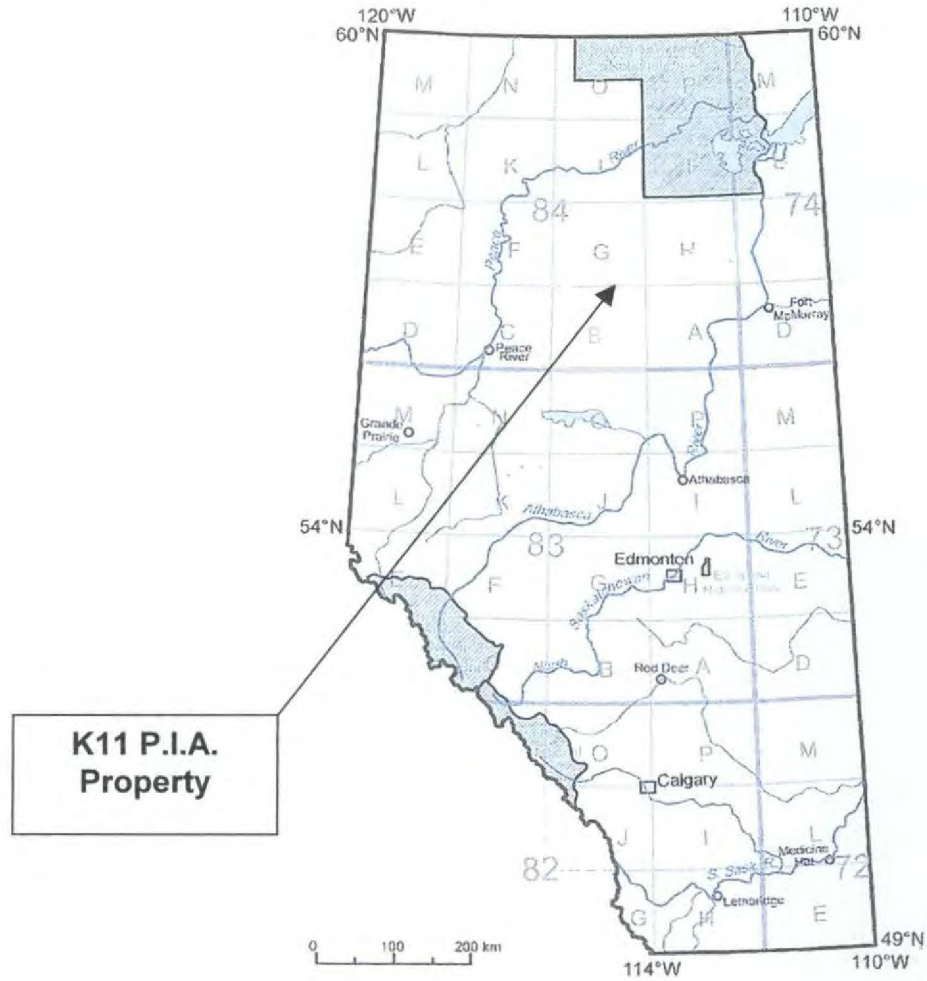 120°W
110°W
60°N
60°N
M
N
O
P
M
L
K
I
River
I
E
84
74
Peace
E
F
G
H
D
C
B
A
D
Fort
McMurray
Peace
River
M
N
O
P
M
Grande
Prairie
River
Athabasca
L
K
J
I
L
Athabasca
54°N
54°N
83
73
River
Edmonton
E
F
G
H
E
Saskatchewan
North
B
A
D
Red Deer
K11 P.I.A.
Property
O
P
M
Calgary
J
I
L
Medicine
Hat
82
72
S. Sask. R.
Lethbridge
G
H
E
0
100
200 km
49°N
114°W
110°W